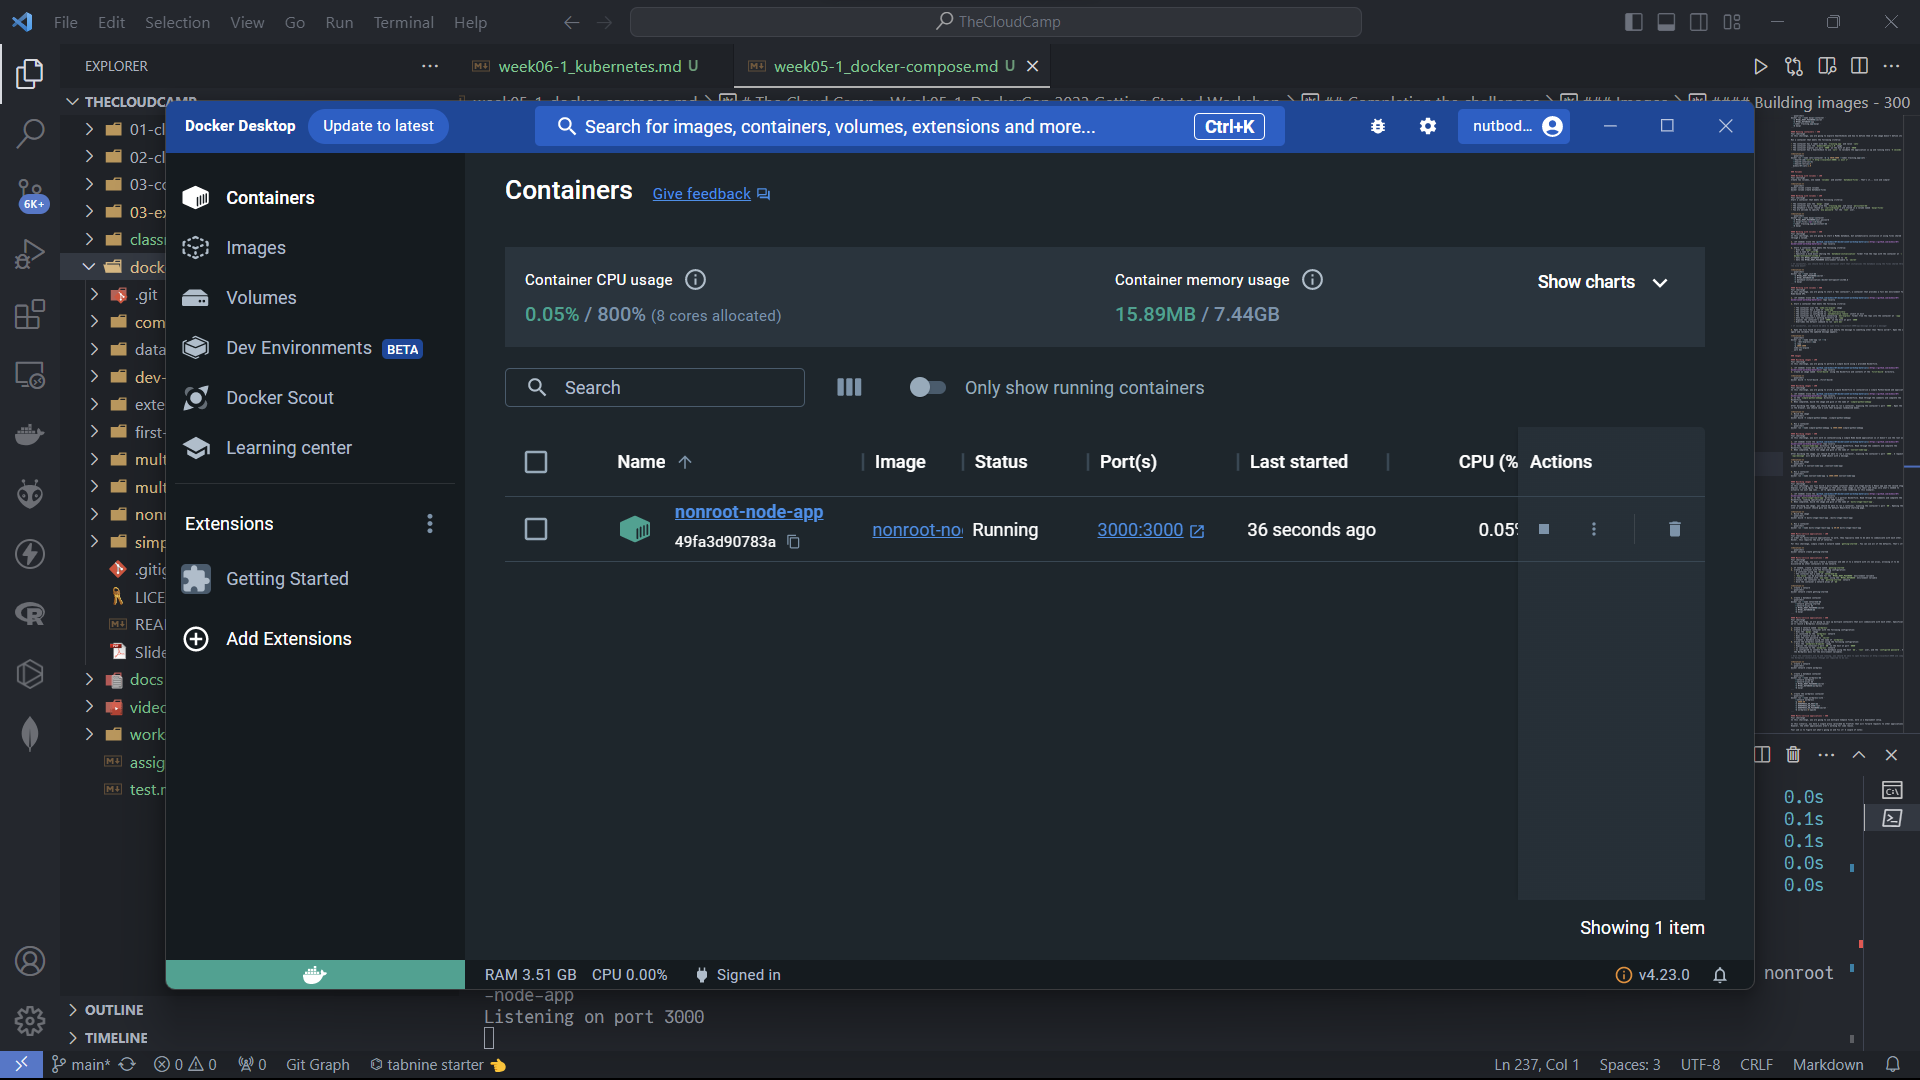 File Edit Selection View Go Run Terminal Help
TheCloudCamp
EXPLORER
week06-1_kubernetes.md U
week05-1_docker-compose.md U
THECLOUDCAMP
Building images - 300
01-cl
02-cl
03-co
03-ex
classr
dock
.git
com
data
dev-
exte
first-
mult
mult
nonr
simp
.gitig
LICE
REA
Slide
docs
videc
work
assig
test.r
6K+
OUTLINE
TIMELINE
Docker Desktop
Update to latest
Search for images, containers, volumes, extensions and more...
Ctrl+K
nutbod...
Containers
Images
Volumes
Dev Environments BETA
Docker Scout
Learning center
Extensions
Getting Started
Add Extensions
Containers
Give feedback
Container CPU usage
0.05% / 800% (8 cores allocated)
Container memory usage
15.89MB / 7.44GB
Show charts
Search
Only show running containers
Name Image Status Port(s) Last started CPU (% Actions
nonroot-node-app
49fa3d90783a
nonroot-no Running 3000:3000 36 seconds ago 0.05%
Showing 1 item
RAM 3.51 GB CPU 0.00% Signed in
v4.23.0
0.0s
0.1s
0.1s
0.0s
0.0s
nonroot
-node-app
Listening on port 3000
main* 0 0 0 Git Graph tabnine starter
Ln 237, Col 1 Spaces: 3 UTF-8 CRLF Markdown